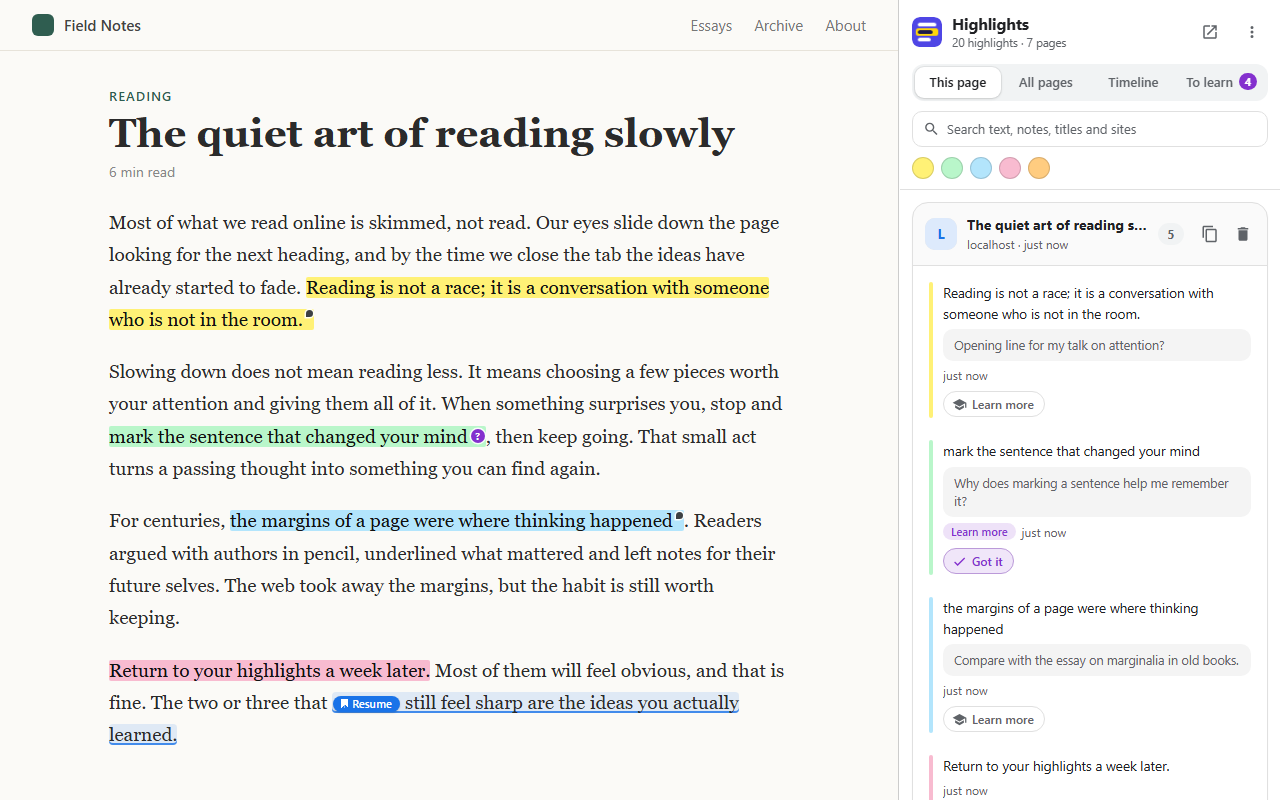 Field Notes
Essays
Archive
About
READING
The quiet art of reading slowly
6 min read
Most of what we read online is skimmed, not read. Our eyes slide down the page
looking for the next heading, and by the time we close the tab the ideas have
already started to fade. Reading is not a race; it is a conversation with someone
who is not in the room.
Slowing down does not mean reading less. It means choosing a few pieces worth
your attention and giving them all of it. When something surprises you, stop and
mark the sentence that changed your mind ?, then keep going. That small act
turns a passing thought into something you can find again.
For centuries, the margins of a page were where thinking happened. Readers
argued with authors in pencil, underlined what mattered and left notes for their
future selves. The web took away the margins, but the habit is still worth
keeping.
Return to your highlights a week later. Most of them will feel obvious, and that is
fine. The two or three that Resume still feel sharp are the ideas you actually
learned.
Highlights
20 highlights · 7 pages
This page
All pages
Timeline
To learn 4
Search text, notes, titles and sites
L
The quiet art of reading s...
localhost · just now
5
Reading is not a race; it is a conversation with
someone who is not in the room.
Opening line for my talk on attention?
just now
Learn more
mark the sentence that changed your mind
Why does marking a sentence help me remember
it?
Learn more just now
Got it
the margins of a page were where thinking
happened
Compare with the essay on marginalia in old books.
just now
Learn more
Return to your highlights a week later.
just now